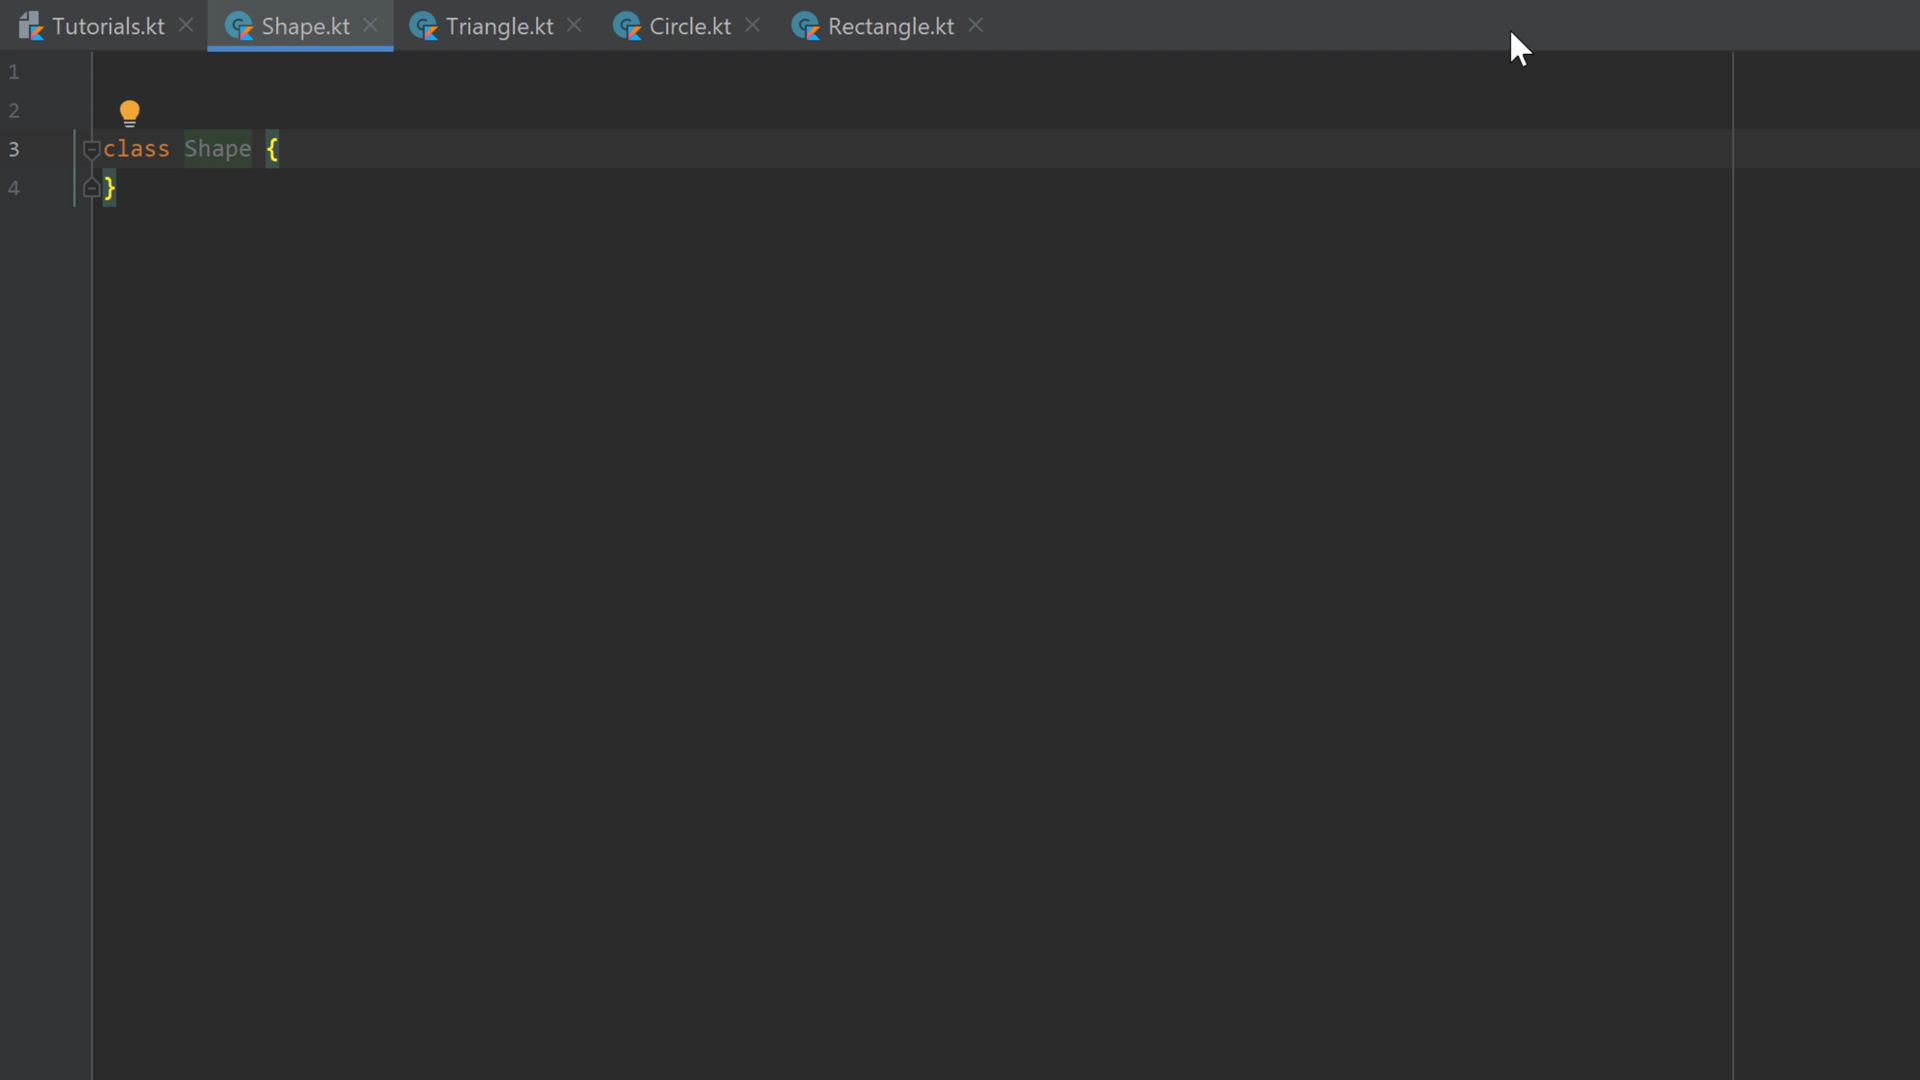 Tutorials.kt Shape.kt Triangle.kt Circle.kt Rectangle.kt
1
2
3 class Shape {
4 }